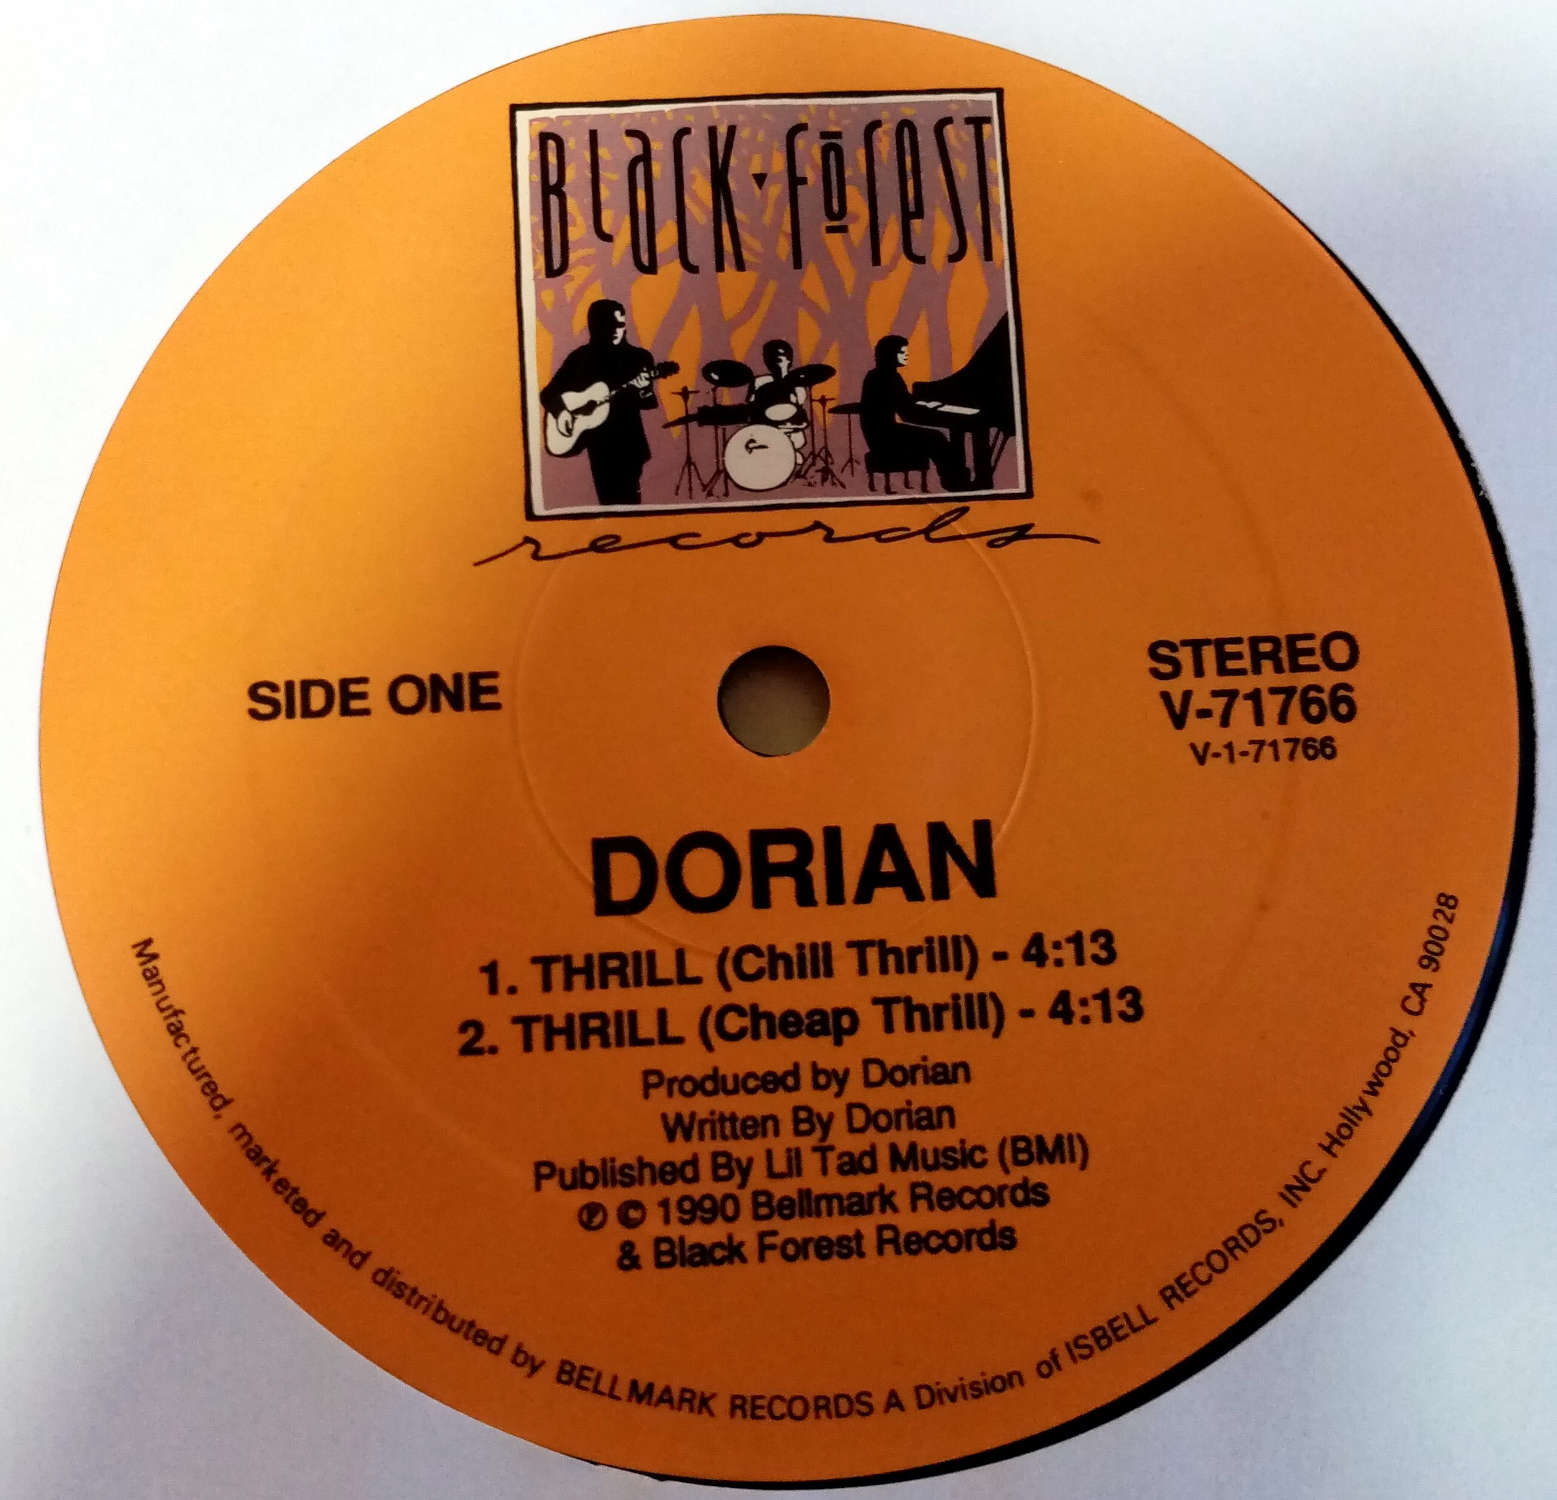 BLaCK▼FōresT
records
SIDE ONE
STEREO
V-71766
V-1-71766
DORIAN
1. THRILL (Chill Thrill) - 4:13
2. THRILL (Cheap Thrill) - 4:13
Produced by Dorian
Written By Dorian
Published By Lil Tad Music (BMI)
℗ © 1990 Bellmark Records
& Black Forest Records
Manufactured, marketed and distributed by BELLMARK RECORDS A Division of ISBELL RECORDS, INC. Hollywood, CA 90028